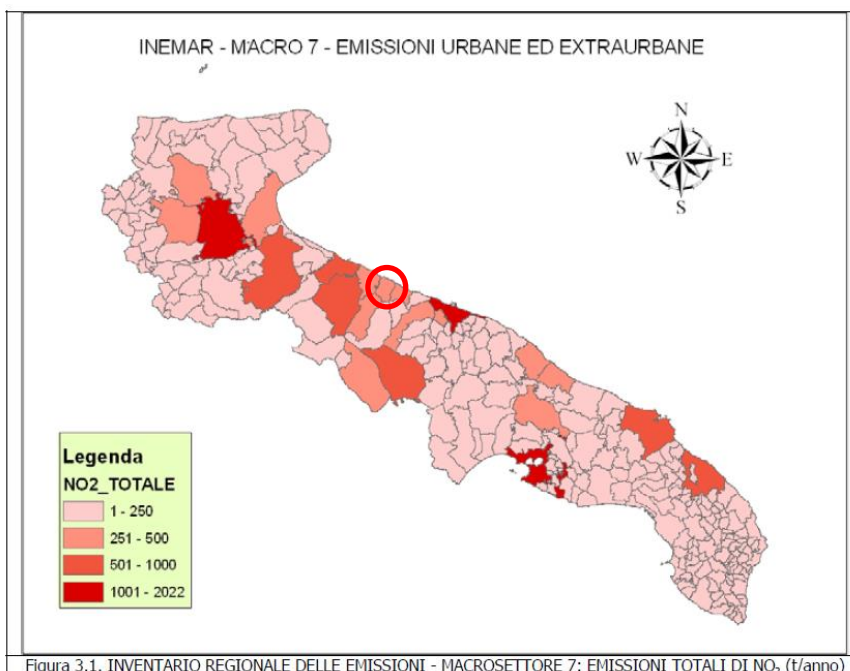 INEMAR - MACRO 7 - EMISSIONI URBANE ED EXTRAURBANE
N
W E
S
Legenda
NO2_TOTALE
1 - 250
251 - 500
501 - 1000
1001 - 2022
Figura 3.1. INVENTARIO REGIONALE DELLE EMISSIONI - MACROSETTORE 7: EMISSIONI TOTALI DI NO₂ (t/anno)